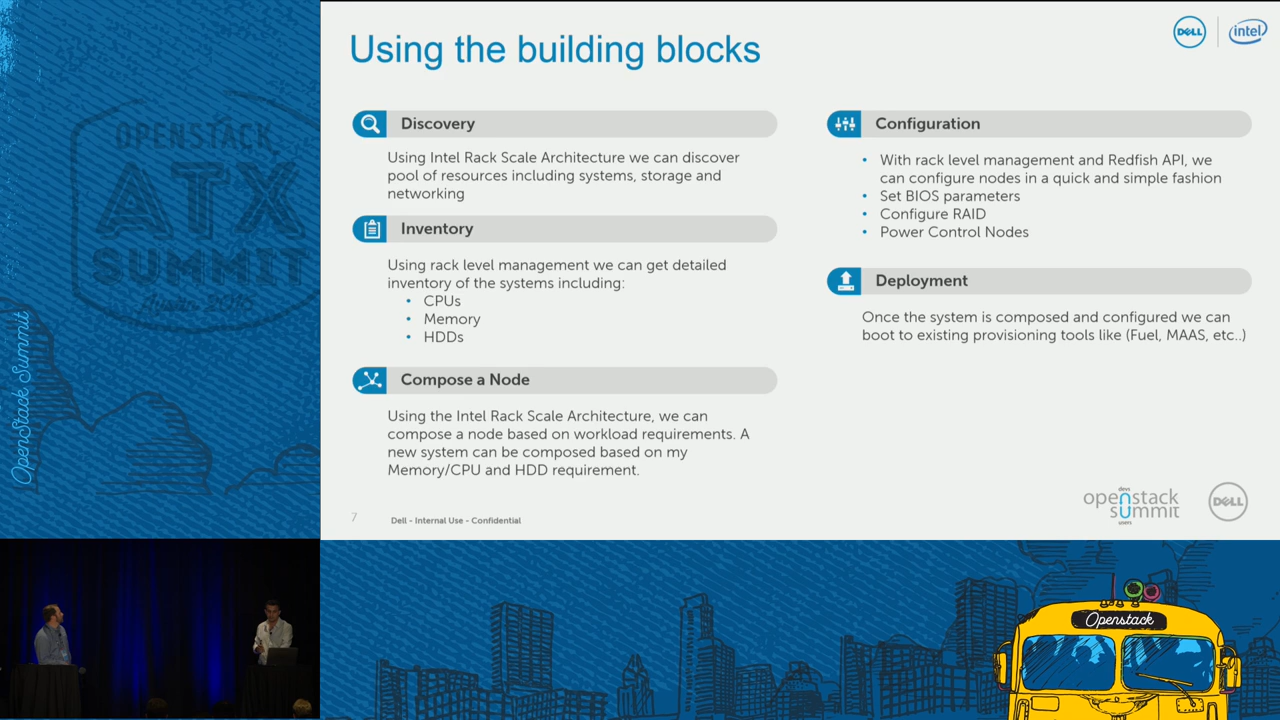 OPENSTACK
ATX
SUMMIT
OpenStack Summit
Using the building blocks
DELL
intel
Discovery
Using Intel Rack Scale Architecture we can discover
pool of resources including systems, storage and
networking
Inventory
Using rack level management we can get detailed
inventory of the systems including:
• CPUs
• Memory
• HDDs
Compose a Node
Using the Intel Rack Scale Architecture, we can
compose a node based on workload requirements. A
new system can be composed based on my
Memory/CPU and HDD requirement.
Configuration
• With rack level management and Redfish API, we
can configure nodes in a quick and simple fashion
• Set BIOS parameters
• Configure RAID
• Power Control Nodes
Deployment
Once the system is composed and configured we can
boot to existing provisioning tools like (Fuel, MAAS, etc..)
7
Dell - Internal Use - Confidential
devs
openstack
summit
users
DELL
Openstack